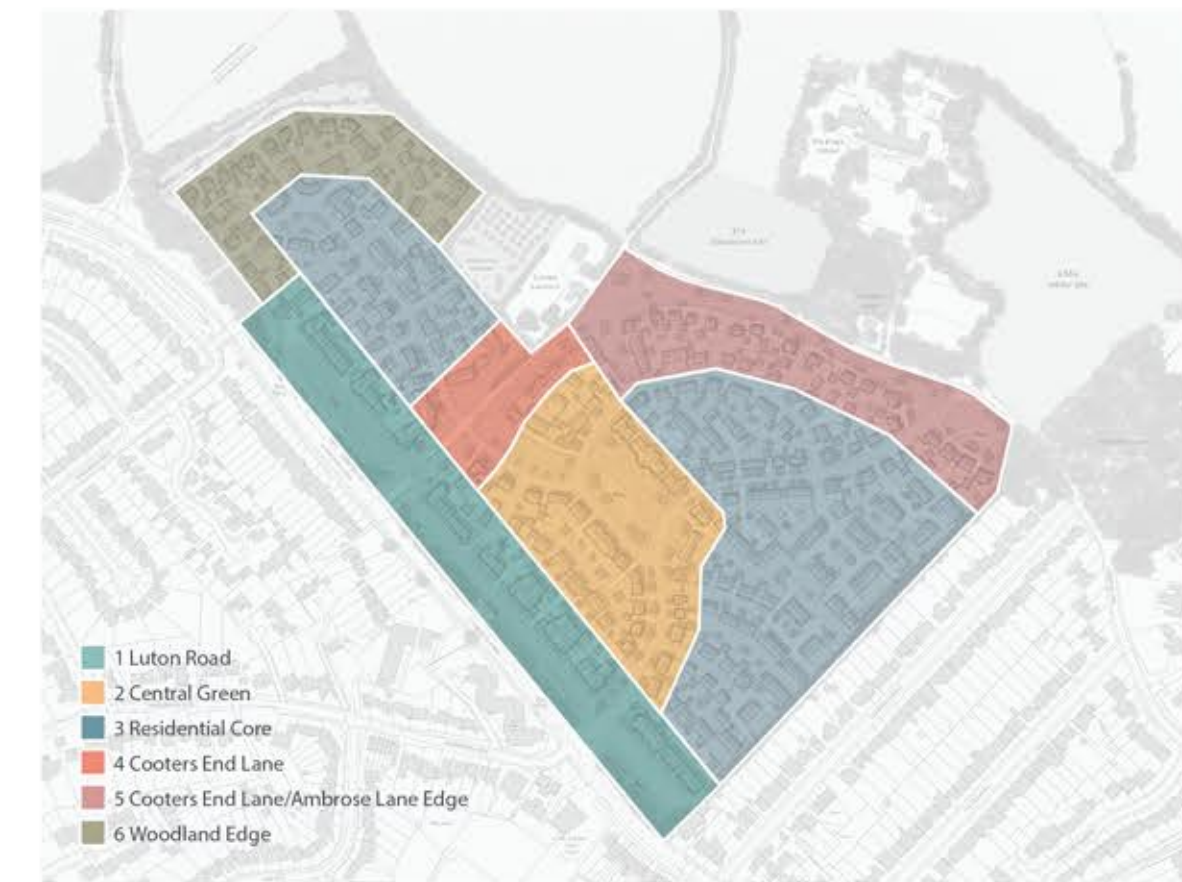 1 Luton Road
2 Central Green
3 Residential Core
4 Cooters End Lane
5 Cooters End Lane/Ambrose Lane Edge
6 Woodland Edge